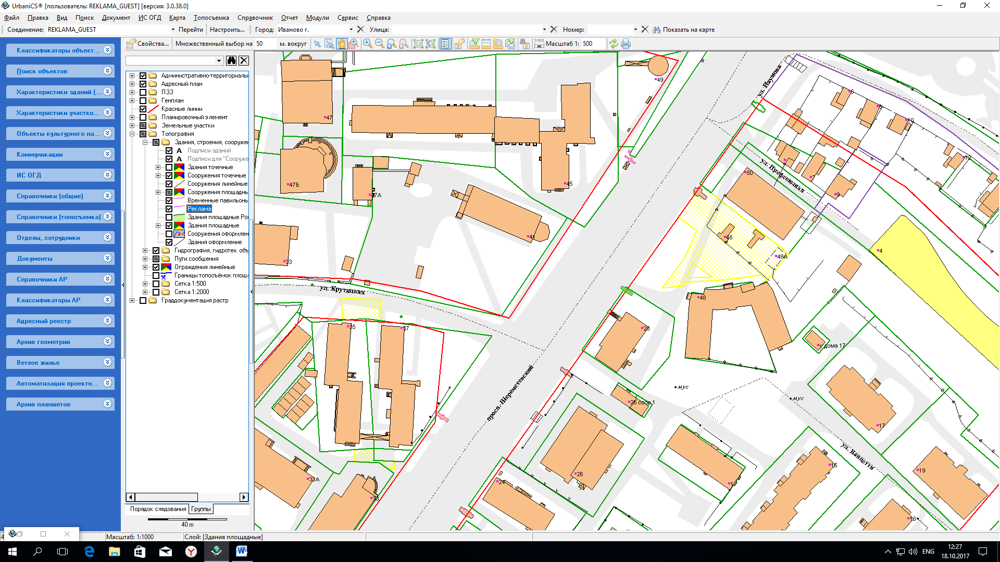 UrbaniCS® [пользователь: REKLAMA_GUEST] [версия: 3.0.38.0]
Файл Правка Вид Поиск Документ ИС ОГД Карта Топосъемка Справочник Отчет Модули Сервис Справка
Соединение: REKLAMA_GUEST Перейти Настроить... Город: Иваново г. Улица: Номер: Показать на карте
Свойства... Множественный выбор на 50 м. вокруг 1:100 Масштаб 1: 500
Классификаторы объект...
Поиск объектов
Характеристики зданий (...
Характеристики участко...
Объекты культурного на...
Коммуникации
ИС ОГД
Справочники (общие)
Справочники (топосъемка)
Отделы, сотрудники
Документы
Справочники АР
Классификаторы АР
Адресный реестр
Архив геометрии
Ветхое жилье
Автоматизация проектн...
Архив планшетов
Административно-территориальн
Адресный план
ПЗЗ
Генплан
Красные линии
Планировочный элемент
Земельные участки
Топография
Здания, строения, сооружен
A Подписи зданий
A Подписи для "Сооруже
Здания точечные
Сооружения точечные
Сооружения линейные
Сооружения площадны
Временные павильоны
Реклама
Здания площадные Рос
Здания площадные
Сооружения оформлен
Здания оформление
Гидрография, гидротех. объ
Пути сообщения
Ограждения линейные
Границы топосъёмок площа
Сетка 1:500
Сетка 1:2000
Граддокументация растр
Порядок следования Группы
40 m
47
49
47Б
47А
45
41
33
ул. Крутицкая
35
37
33А
33
просп. Шереметевский
ул. Наумова
6
10
12
7
9
ул. Профсоюзная
50
46
48А
4
48
28
у дома 17
мус
мус
26 соор.1
26
24
17
15
19
13
ул. Ванцетти
Масштаб: 1:1000 Слой: [Здания площадные]
ENG
12:27
18.10.2017